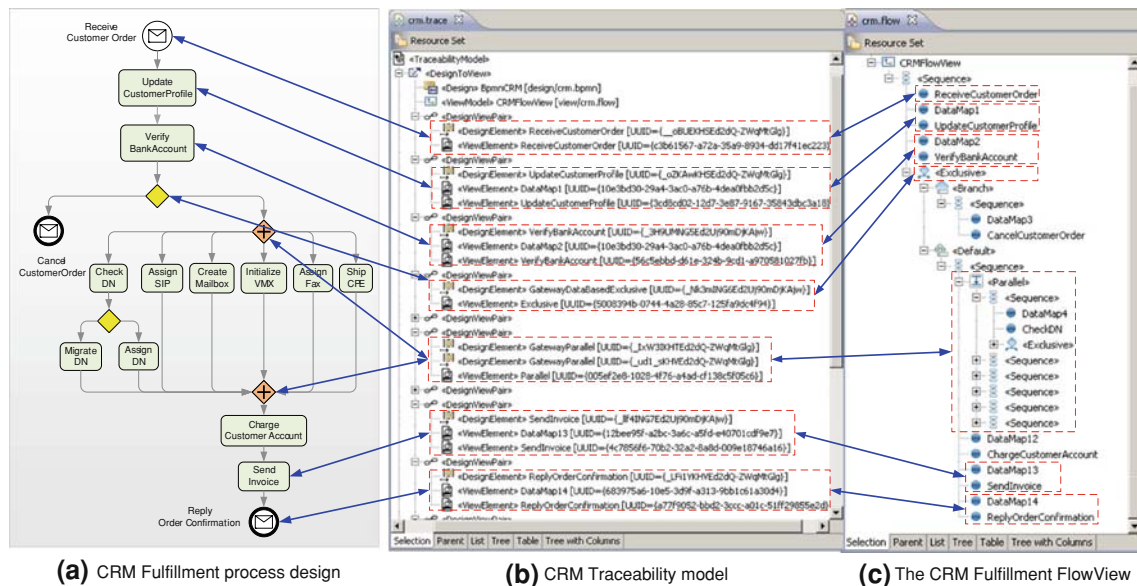 Receive
Customer Order
Update
CustomerProfile
Verify
BankAccount
Cancel
CustomerOrder
Check
DN
Assign
SIP
Create
Mailbox
Initialize
VMX
Assign
Fax
Ship
CPE
Migrate
DN
Assign
DN
Charge
Customer Account
Send
Invoice
Reply
Order Confirmation
(a) CRM Fulfillment process design
crm.trace
Resource Set
«TraceabilityModel»
«DesignToView»
«Design» BpmnCRM [design/crm.bpmn]
«ViewModel» CRMFlowView [view/crm.flow]
«DesignViewPair»
«DesignElement» ReceiveCustomerOrder
«ViewElement» ReceiveCustomerOrder
«DesignViewPair»
«DesignElement» UpdateCustomerProfile
«ViewElement» DataMap1
«ViewElement» UpdateCustomerProfile
«DesignViewPair»
«DesignElement» VerifyBankAccount
«ViewElement» DataMap2
«ViewElement» VerifyBankAccount
«DesignViewPair»
«DesignElement» GatewayDataBasedExclusive
«ViewElement» Exclusive
«DesignViewPair»
«DesignViewPair»
«DesignElement» GatewayParallel
«DesignElement» GatewayParallel
«ViewElement» Parallel
«DesignViewPair»
«DesignViewPair»
«DesignElement» SendInvoice
«ViewElement» DataMap13
«ViewElement» SendInvoice
«DesignViewPair»
«DesignElement» ReplyOrderConfirmation
«ViewElement» DataMap14
«ViewElement» ReplyOrderConfirmation
«DesignViewPair»
Selection Parent List Tree Table Tree with Columns
(b) CRM Traceability model
crm.flow
Resource Set
CRMFlowView
«Sequence»
ReceiveCustomerOrder
DataMap1
UpdateCustomerProfile
DataMap2
VerifyBankAccount
«Exclusive»
«Branch»
«Sequence»
DataMap3
CancelCustomerOrder
«Default»
«Sequence»
«Parallel»
«Sequence»
DataMap4
CheckDN
«Exclusive»
«Sequence»
«Sequence»
«Sequence»
«Sequence»
«Sequence»
DataMap12
ChargeCustomerAccount
DataMap13
SendInvoice
DataMap14
ReplyOrderConfirmation
Selection Parent List Tree Table Tree with Columns
(c) The CRM Fulfillment FlowView